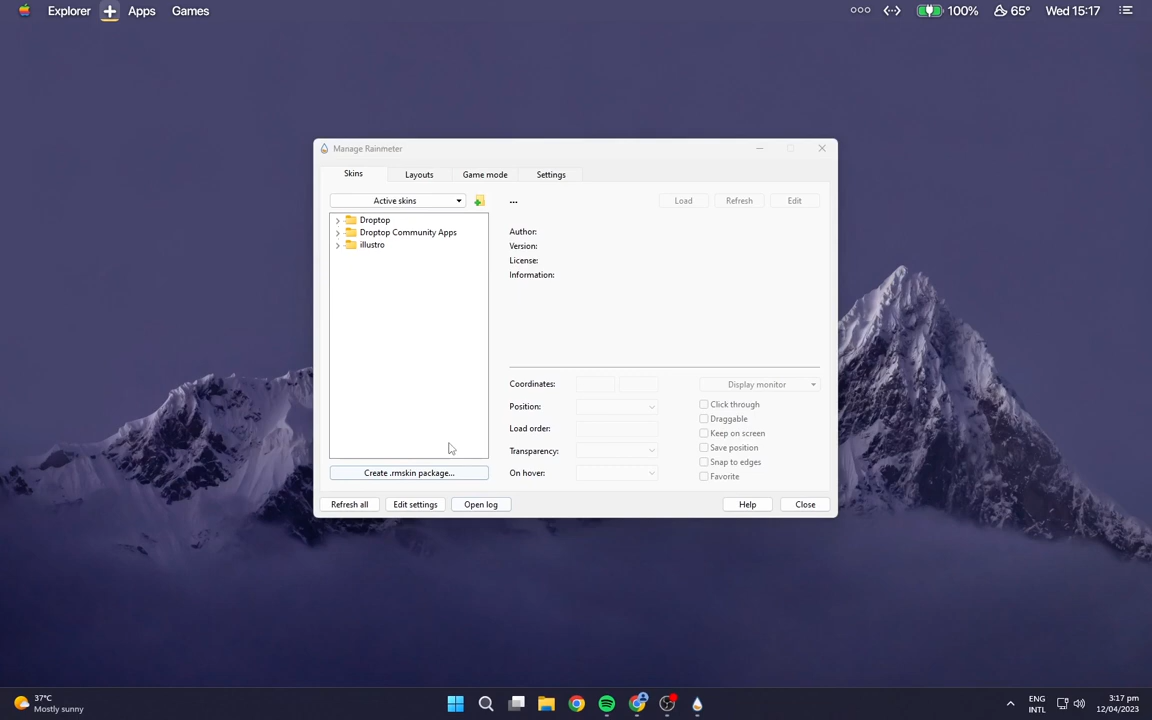 Explorer Apps Games 100% 65° Wed 15:17
Manage Rainmeter
Skins Layouts Game mode Settings
Active skins ... Load Refresh Edit
Droptop
Droptop Community Apps
illustro
Author:
Version:
License:
Information:
Coordinates: Display monitor
Position: Click through
Draggable
Load order: Keep on screen
Transparency: Save position
Snap to edges
On hover: Favorite
Create .rmskin package...
Refresh all Edit settings Open log Help Close
37°C
Mostly sunny
ENG
INTL
3:17 pm
12/04/2023